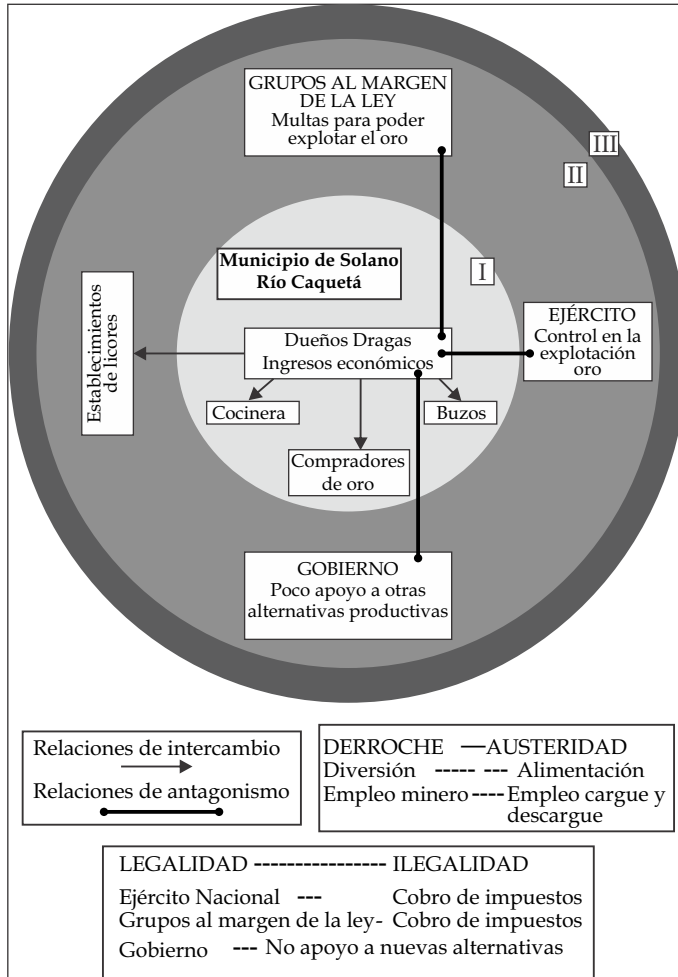 GRUPOS AL MARGEN
DE LA LEY
Multas para poder
explotar el oro
III
II
I
Municipio de Solano
Río Caquetá
Establecimientos
de licores
Dueños Dragas
Ingresos económicos
EJÉRCITO
Control en la
explotación
oro
Cocinera
Buzos
Compradores
de oro
GOBIERNO
Poco apoyo a otras
alternativas productivas
Relaciones de intercambio
Relaciones de antagonismo
DERROCHE — AUSTERIDAD
Diversión ----- --- Alimentación
Empleo minero ---- Empleo cargue y
descargue
LEGALIDAD ---------------- ILEGALIDAD
Ejército Nacional --- Cobro de impuestos
Grupos al margen de la ley- Cobro de impuestos
Gobierno --- No apoyo a nuevas alternativas